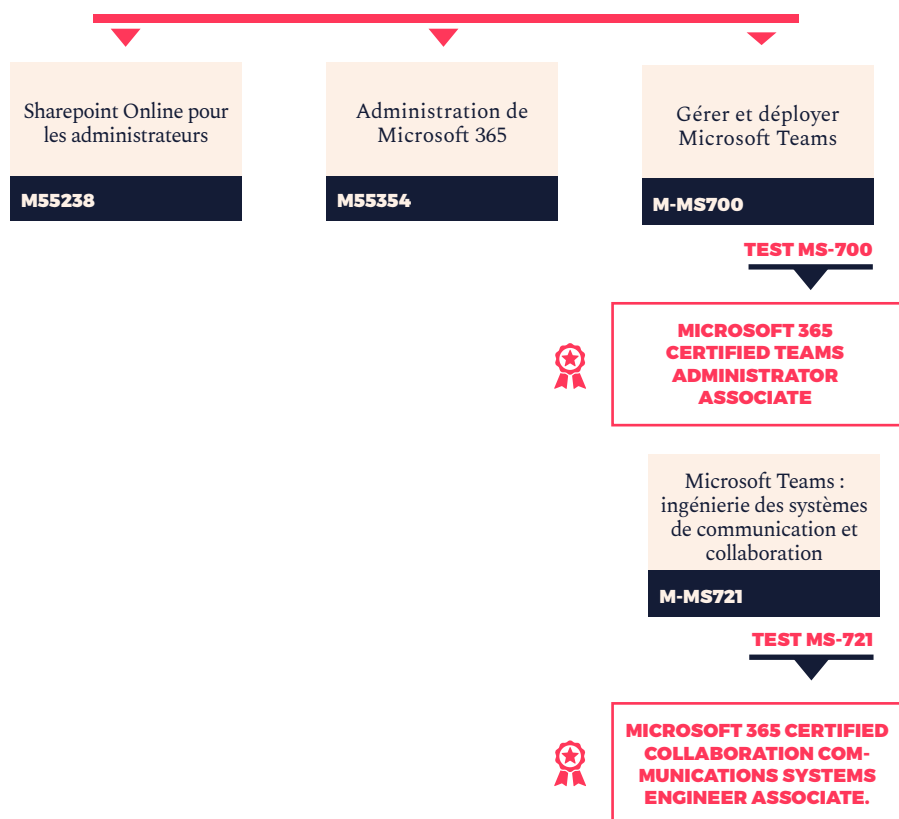 Sharepoint Online pour
les administrateurs
M55238
Administration de
Microsoft 365
M55354
Gérer et déployer
Microsoft Teams
M-MS700
TEST MS-700
MICROSOFT 365
CERTIFIED TEAMS
ADMINISTRATOR
ASSOCIATE
Microsoft Teams :
ingénierie des systèmes
de communication et
collaboration
M-MS721
TEST MS-721
MICROSOFT 365 CERTIFIED
COLLABORATION COM-
MUNICATIONS SYSTEMS
ENGINEER ASSOCIATE.